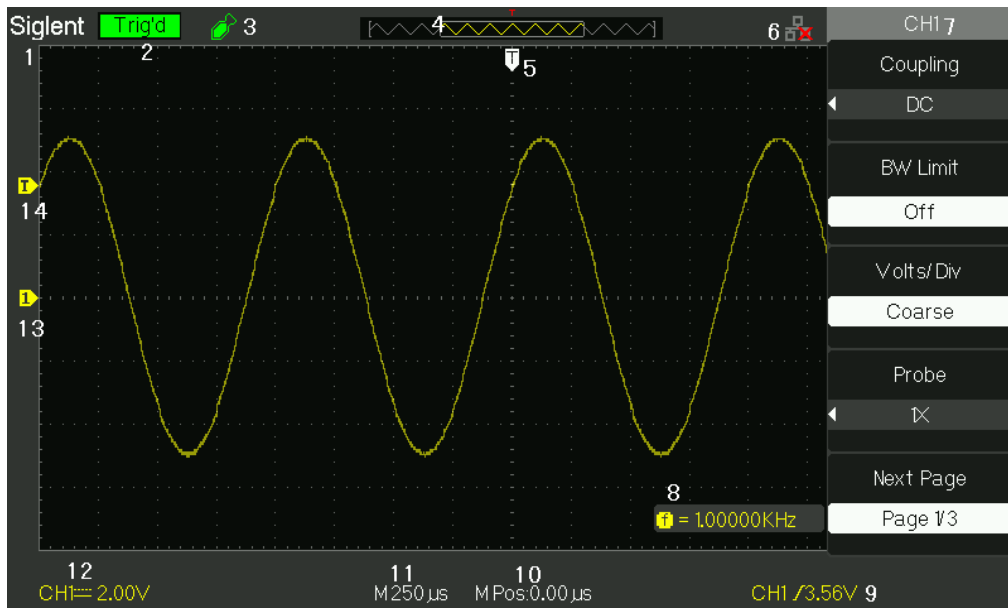 Siglent Trig'd 3 4 6 CH1 7
1 2 T 5 Coupling
DC
BW Limit
T
14 Off
Volts/Div
1 Coarse
13
Probe
1X
Next Page
8
f = 1.00000KHz Page 1/3
12 11 10
CH1 2.00V M250µs M Pos:0.00µs CH1 /3.56V 9